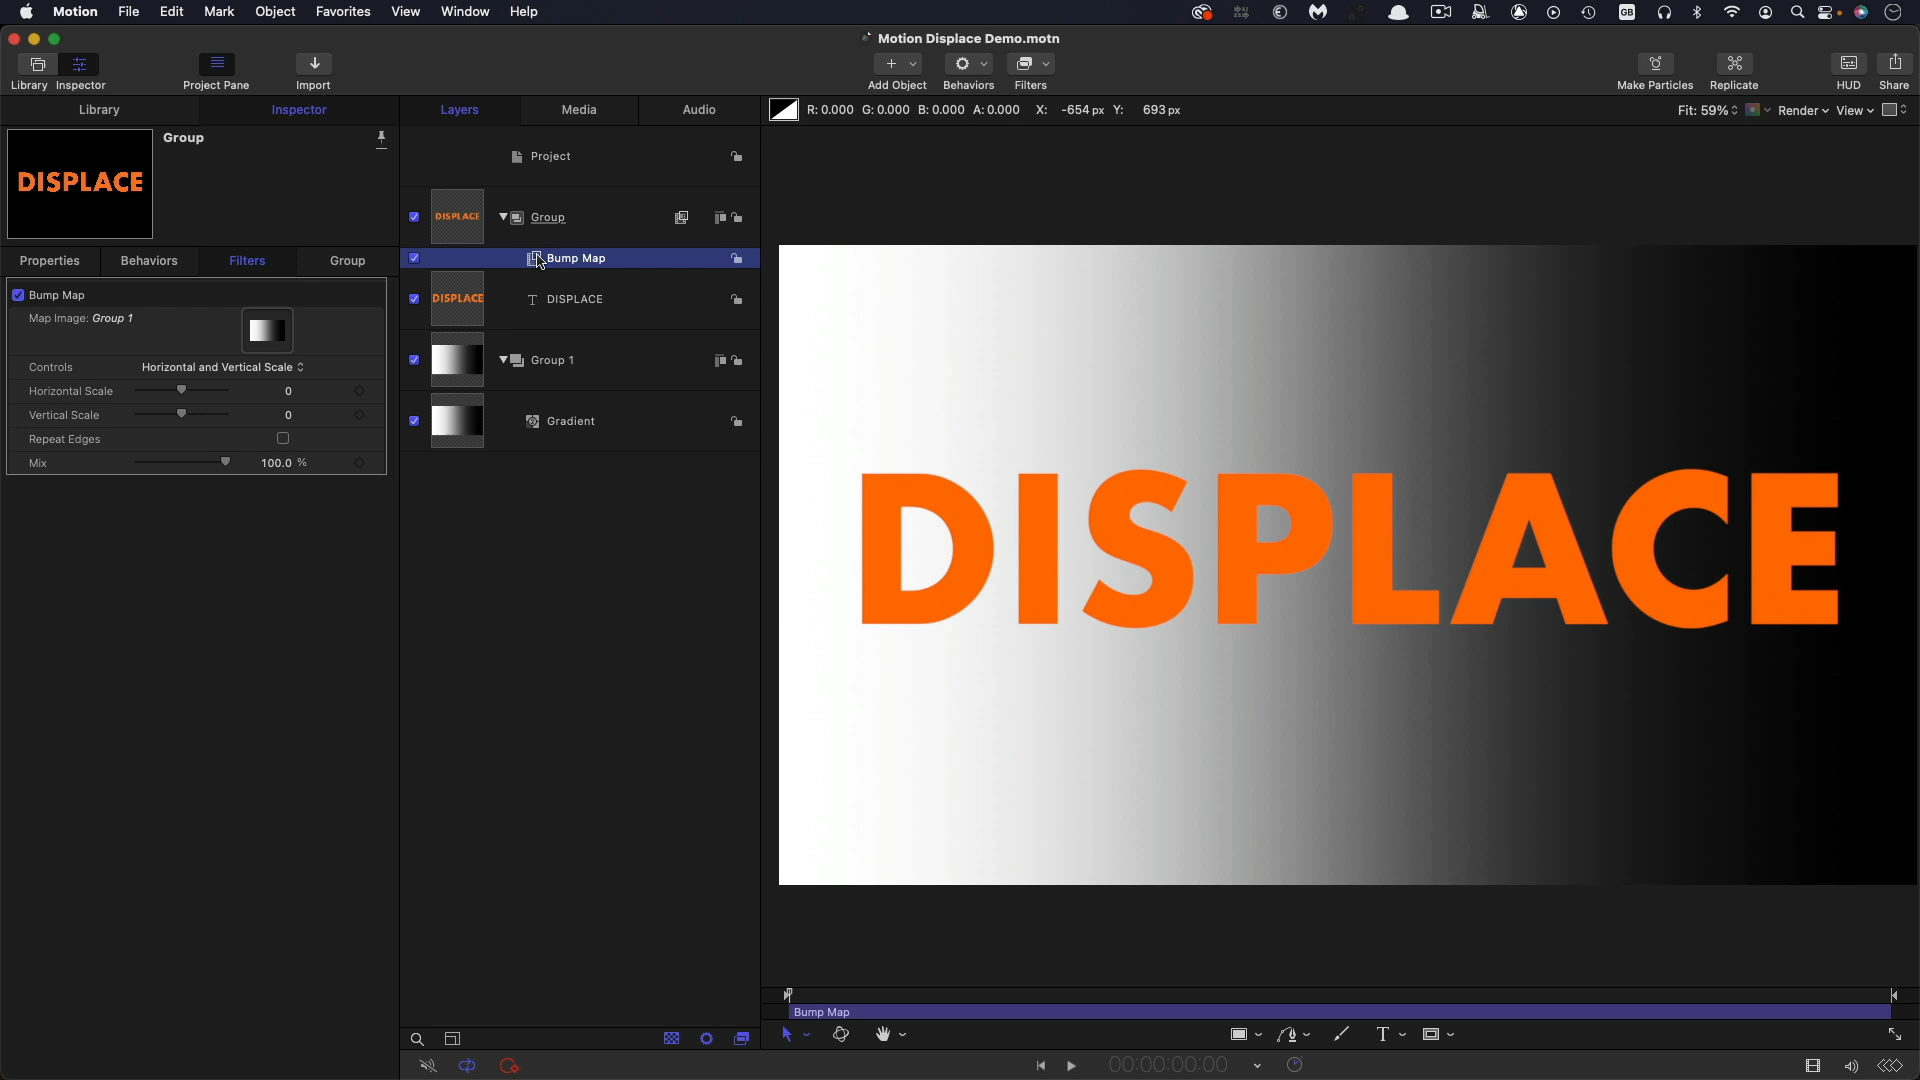 Motion File Edit Mark Object Favorites View Window Help
GB
Motion Displace Demo.motn
Library Inspector Project Pane Import Add Object Behaviors Filters Make Particles Replicate HUD Share
Library Inspector Layers Media Audio R: 0.000 G: 0.000 B: 0.000 A: 0.000 X: -654 px Y: 693 px Fit: 59% Render View
Group
DISPLACE
Project
DISPLACE Group
Properties Behaviors Filters Group
Bump Map
DISPLACE DISPLACE
Bump Map
Map Image: Group 1
Controls Horizontal and Vertical Scale
Horizontal Scale 0
Vertical Scale 0
Repeat Edges
Mix 100.0 %
Group 1
Gradient
DISPLACE
Bump Map
T
00:00:00:00